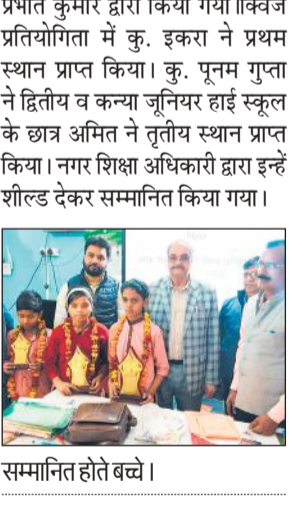 प्रभात कुमार द्वारा किया गया।क्विज
प्रतियोगिता में कु. इकरा ने प्रथम
स्थान प्राप्त किया। कु. पूनम गुप्ता
ने द्वितीय व कन्या जूनियर हाई स्कूल
के छात्र अमित ने तृतीय स्थान प्राप्त
किया। नगर शिक्षा अधिकारी द्वारा इन्हें
शील्ड देकर सम्मानित किया गया।
सम्मानित होते बच्चे।